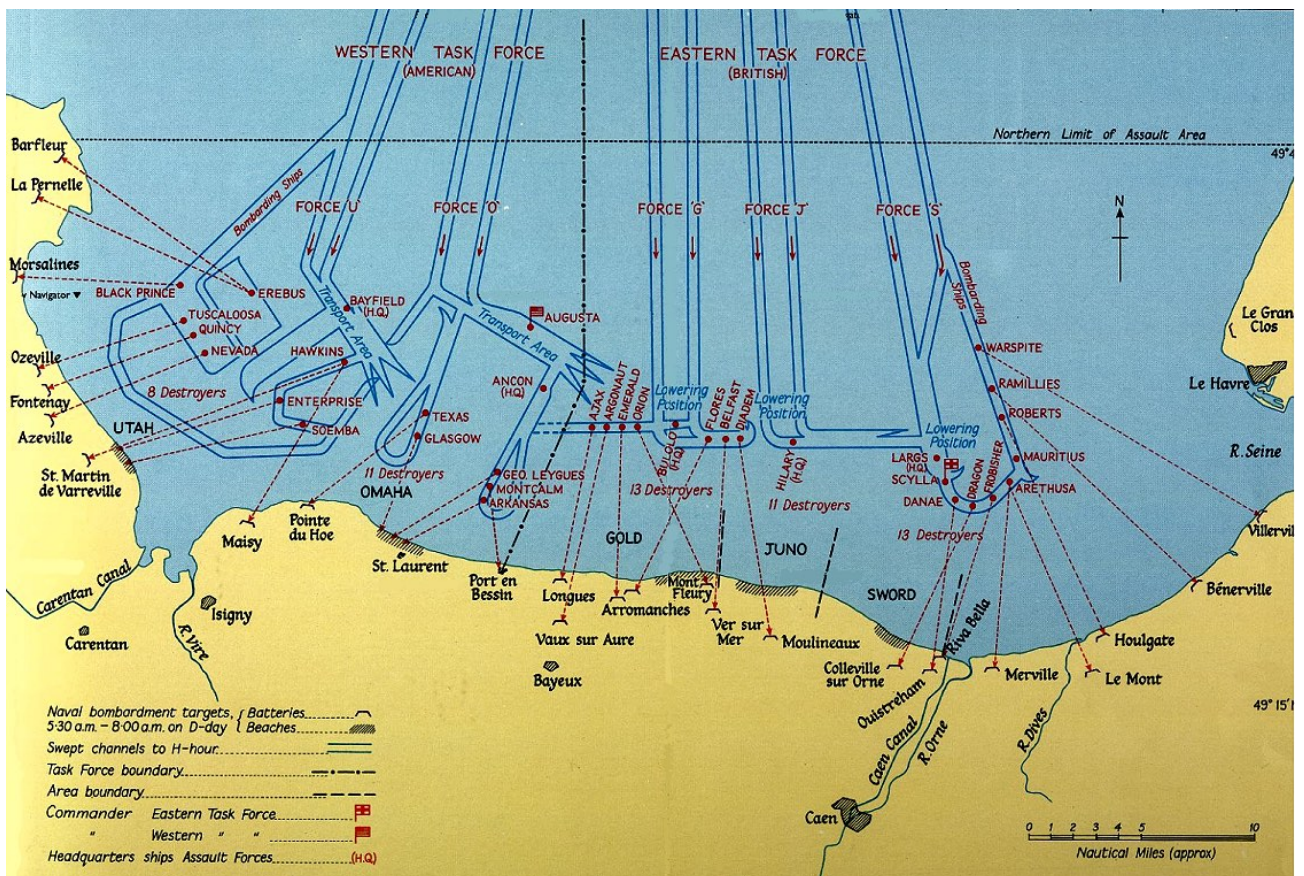 WESTERN TASK FORCE
(AMERICAN)
EASTERN TASK FORCE
(BRITISH)
Northern Limit of Assault Area
Barfleur
La Pernelle
Morsalines
Navigator
Ozeville
Fontenay
Azeville
UTAH
St. Martin
de Varreville
Bombarding Ships
FORCE 'U'
FORCE 'O'
FORCE 'G'
FORCE 'J'
FORCE 'S'
N
49°4
BLACK PRINCE
EREBUS
TUSCALOOSA
QUINCY
NEVADA
8 Destroyers
HAWKINS
ENTERPRISE
SOEMBA
BAYFIELD
(H.Q.)
Transport Area
Transport Area
AUGUSTA
ANCON
(H.Q.)
TEXAS
GLASGOW
11 Destroyers
OMAHA
GEO. LEYGUES
MONTCALM
ARKANSAS
AJAX
ARGONAUT
EMERALD
ORION
Lowering
Position
BULOLO
(H.Q.)
FLORES
BELFAST
DIADEM
13 Destroyers
GOLD
Lowering
Position
HILARY
(H.Q.)
11 Destroyers
JUNO
Bombarding
Ships
WARSPITE
RAMILLIES
ROBERTS
Lowering
Position
MAURITIUS
LARGS
(H.Q.)
SCYLLA
DANAE
DRAGON
FROBISHER
ARETHUSA
13 Destroyers
SWORD
Le Gran
Clos
Le Havre
R. Seine
Villervil
Bénerville
Houlgate
Le Mont
Merville
Riva Bella
Ouistreham
Colleville
sur Orne
Moulineaux
Ver sur
Mer
Mont
Fleury
Arromanches
Longues
Vaux sur Aure
Bayeux
Port en
Bessin
St. Laurent
Pointe
du Hoe
Maisy
Isigny
Carentan Canal
Carentan
R. Vire
Caen Canal
R. Orne
R. Dives
Caen
49°15'1
Naval bombardment targets, Batteries
5·30 a.m. – 8·00 a.m. on D-day Beaches
Swept channels to H-hour
Task Force boundary
Area boundary
Commander Eastern Task Force
" Western " "
Headquarters ships Assault Forces (H.Q.)
0 1 2 3 4 5 10
Nautical Miles (approx)